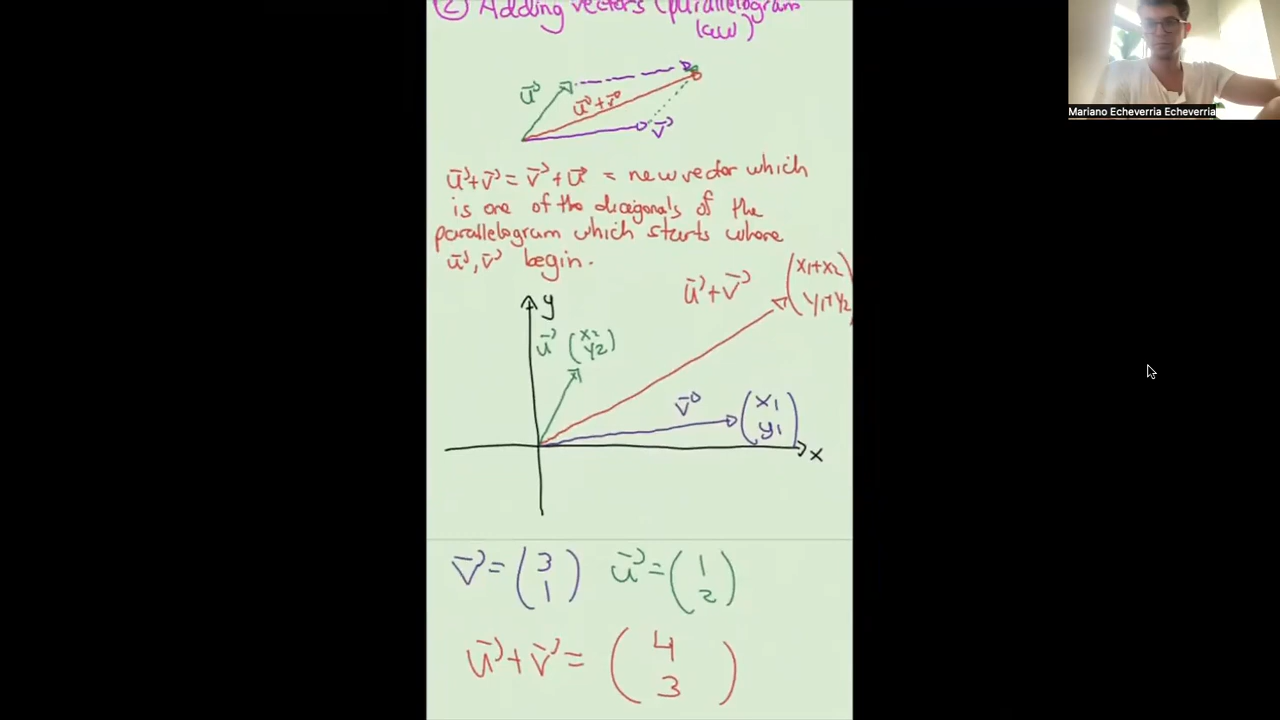 ② Adding vectors (parallelogram
law)
u⃗
u⃗+v⃗
v⃗
u⃗+v⃗ = v⃗+u⃗ = new vector which
is one of the diagonals of the
parallelogram which starts where
u⃗, v⃗ begin.
y
u⃗ (x2
y2)
u⃗+v⃗
(x1+x2
y1+y2)
v⃗
(x1
y1)
x
v⃗ = (3
1)
u⃗ = (1
2)
u⃗+v⃗ = (4
3)
Mariano Echeverria Echeverria